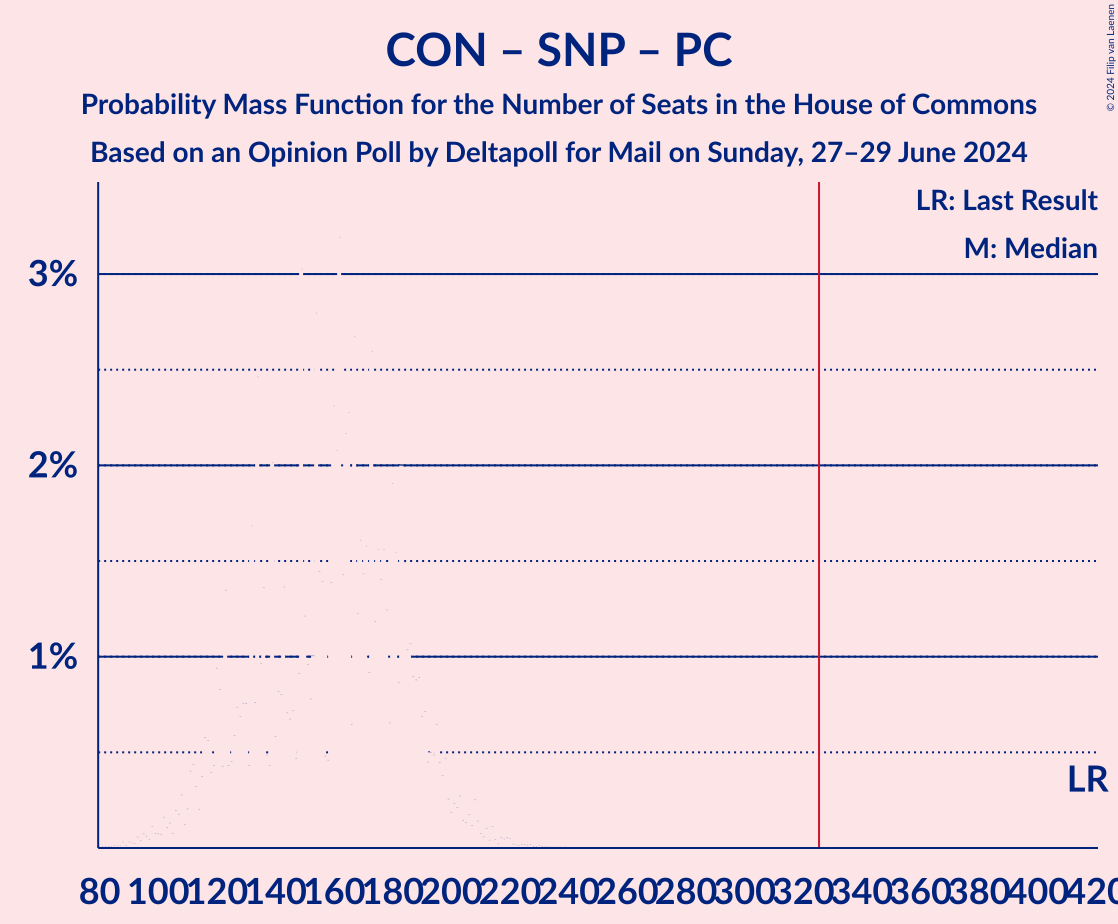 CON – SNP – PC
Probability Mass Function for the Number of Seats in the House of Commons
Based on an Opinion Poll by Deltapoll for Mail on Sunday, 27–29 June 2024
© 2024 Filip van Laenen
LR: Last Result
M: Median
3%
2%
1%
LR
80 100 120 140 160 180 200 220 240 260 280 300 320 340 360 380 400 420